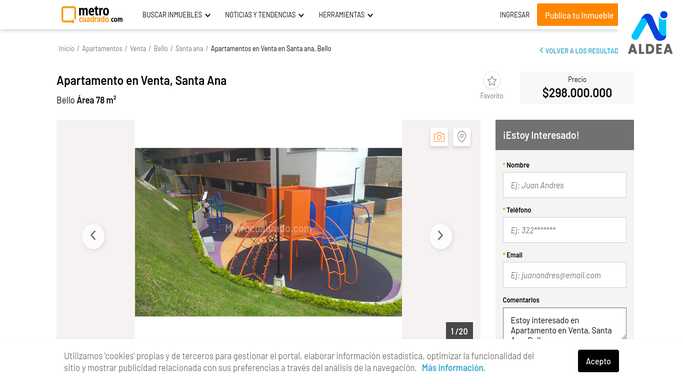 metro
cuadrado.com
BUSCAR INMUEBLES
NOTICIAS Y TENDENCIAS
HERRAMIENTAS
INGRESAR
Publica tu Inmueble
ALDEA
Inicio / Apartamentos / Venta / Bello / Santa ana / Apartamentos en Venta en Santa ana, Bello
VOLVER A LOS RESULTAD
Apartamento en Venta, Santa Ana
Bello Área 78 m²
Favorito
Precio
$298.000.000
¡Estoy Interesado!
* Nombre
Ej: Juan Andres
* Teléfono
Ej: 322*******
* Email
Ej: juanandres@email.com
Comentarios
Estoy interesado en
Apartamento en Venta, Santa
Metrocuadrado.com
1 / 20
Utilizamos 'cookies' propias y de terceros para gestionar el portal, elaborar información estadística, optimizar la funcionalidad del
sitio y mostrar publicidad relacionada con sus preferencias a través del análisis de la navegación. Más información.
Acepto